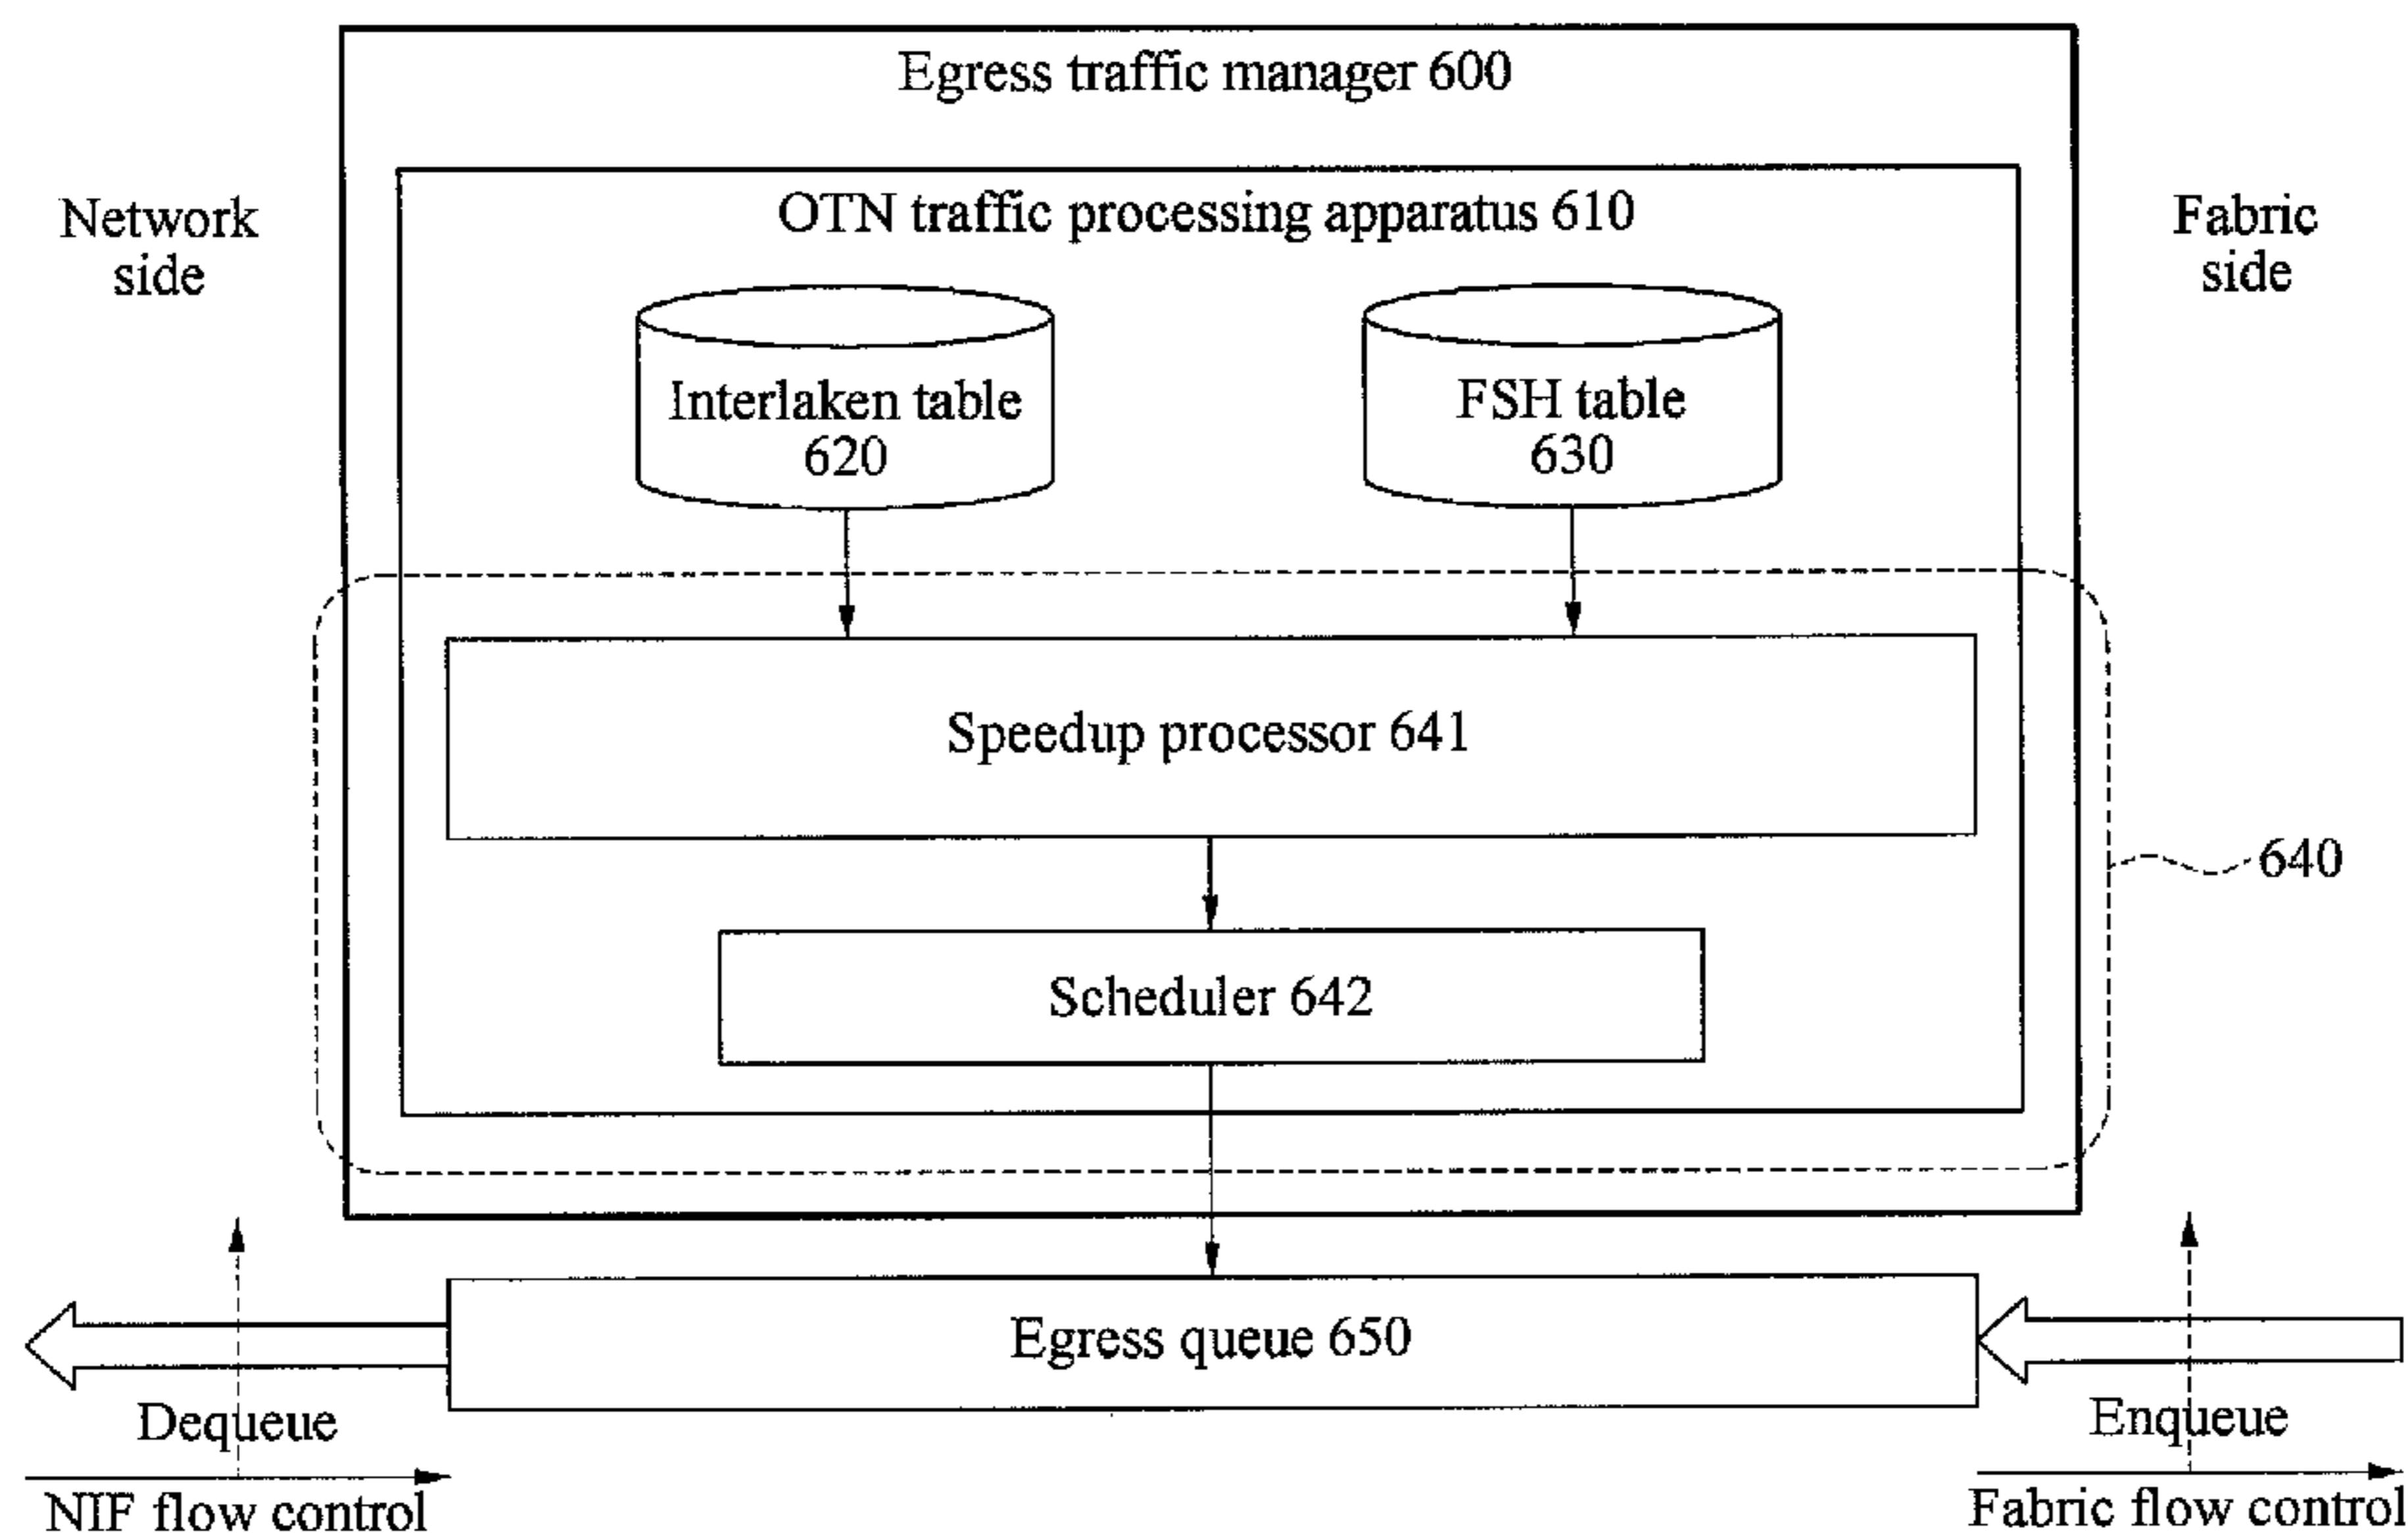 Egress traffic manager 600
OTN traffic processing apparatus 610
Network
side
Fabric
side
Interlaken table
620
FSH table
630
Speedup processor 641
640
Scheduler 642
Egress queue 650
Dequeue
Enqueue
NIF flow control
Fabric flow control